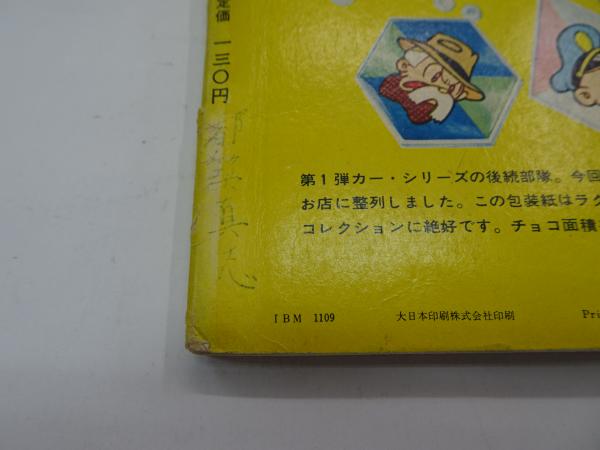 定価 一三〇円
第1弾カー・シリーズの後続部隊。今回
お店に整列しました。この包装紙はラク
コレクションに絶好です。チョコ面積
IBM 1109
大日本印刷株式会社印刷
Pri